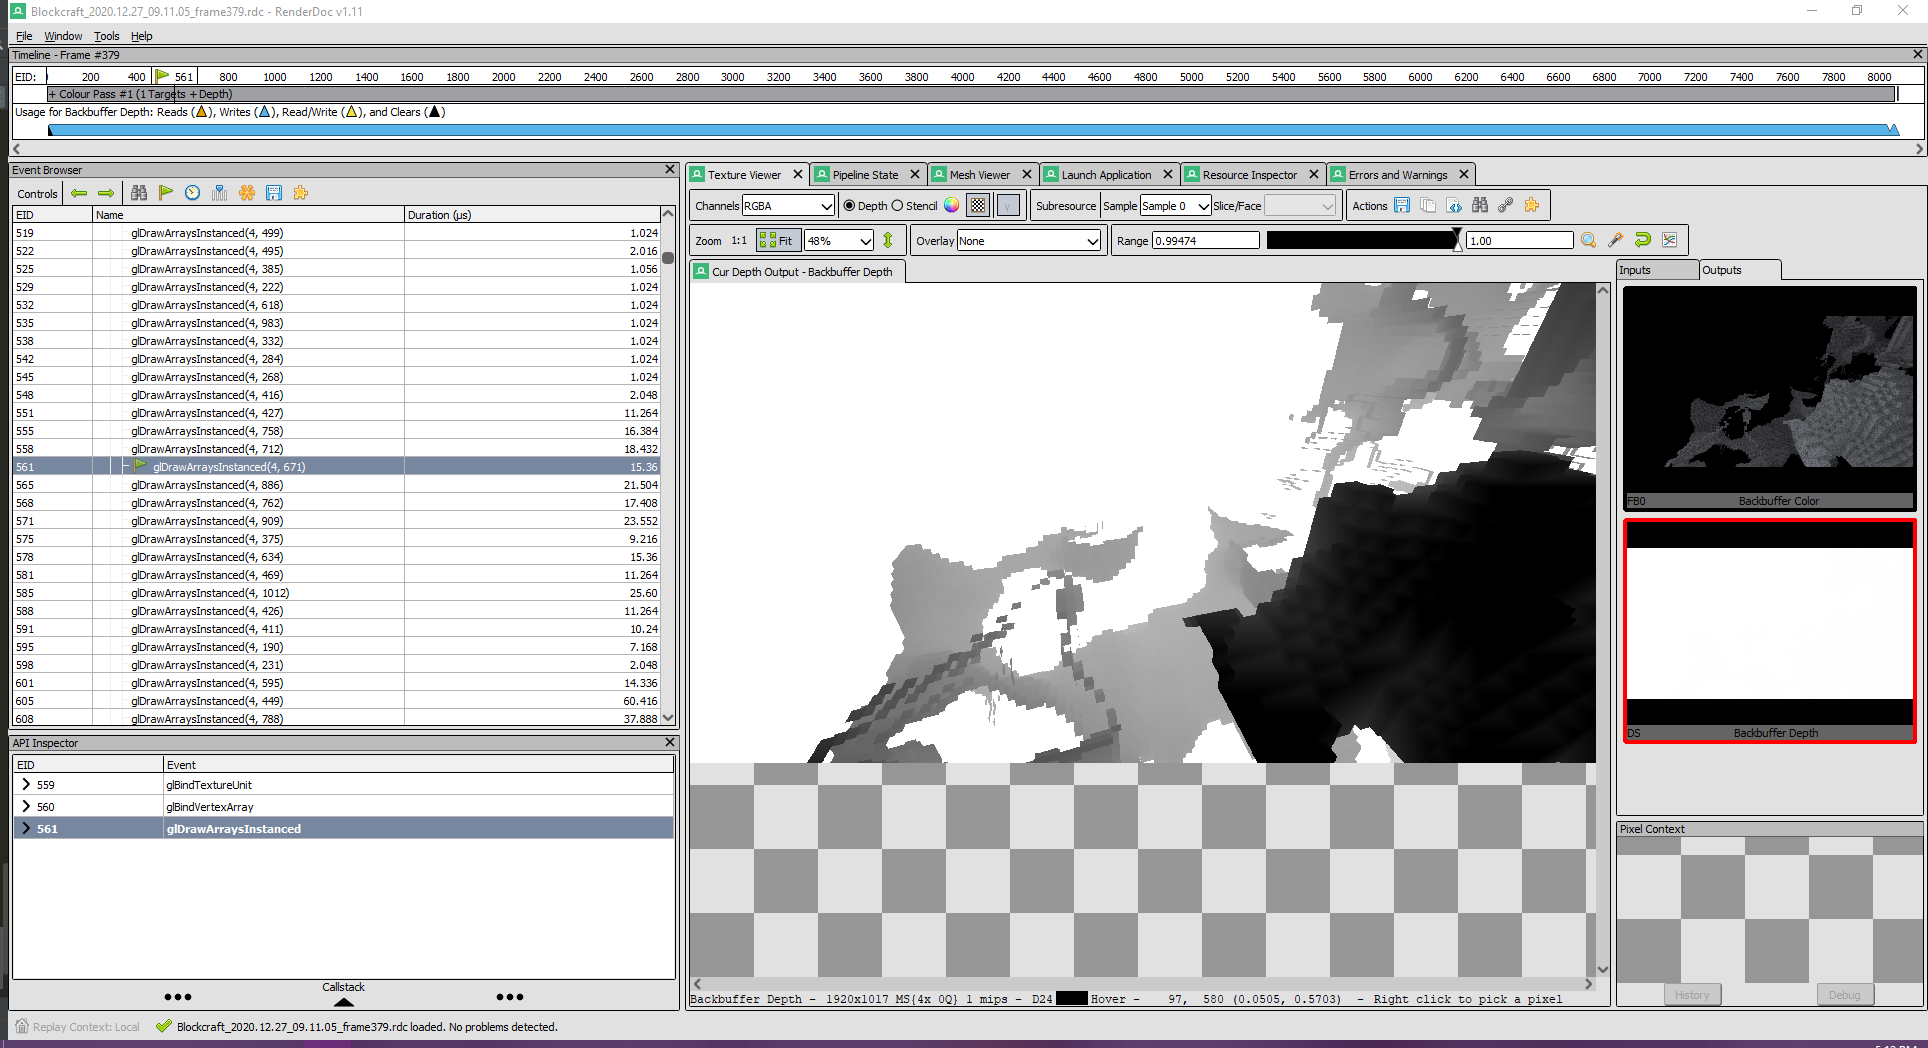 Blockcraft_2020.12.27_09.11.05_frame379.rdc - RenderDoc v1.11
File Window Tools Help
Timeline - Frame #379
EID: 200 400 561 800 1000 1200 1400 1600 1800 2000 2200 2400 2600 2800 3000 3200 3400 3600 3800 4000 4200 4400 4600 4800 5000 5200 5400 5600 5800 6000 6200 6400 6600 6800 7000 7200 7400 7600 7800 8000
+ Colour Pass #1 (1 Targets + Depth)
Usage for Backbuffer Depth: Reads (▲), Writes (▲), Read/Write (▲), and Clears (▲)
Event Browser
Controls
EID Name Duration (µs)
519 glDrawArraysInstanced(4, 499) 1.024
522 glDrawArraysInstanced(4, 495) 2.016
525 glDrawArraysInstanced(4, 385) 1.056
529 glDrawArraysInstanced(4, 222) 1.024
532 glDrawArraysInstanced(4, 618) 1.024
535 glDrawArraysInstanced(4, 983) 1.024
538 glDrawArraysInstanced(4, 332) 1.024
542 glDrawArraysInstanced(4, 284) 1.024
545 glDrawArraysInstanced(4, 268) 1.024
548 glDrawArraysInstanced(4, 416) 2.048
551 glDrawArraysInstanced(4, 427) 11.264
555 glDrawArraysInstanced(4, 758) 16.384
558 glDrawArraysInstanced(4, 712) 18.432
561 glDrawArraysInstanced(4, 671) 15.36
565 glDrawArraysInstanced(4, 886) 21.504
568 glDrawArraysInstanced(4, 762) 17.408
571 glDrawArraysInstanced(4, 909) 23.552
575 glDrawArraysInstanced(4, 375) 9.216
578 glDrawArraysInstanced(4, 634) 15.36
581 glDrawArraysInstanced(4, 469) 11.264
585 glDrawArraysInstanced(4, 1012) 25.60
588 glDrawArraysInstanced(4, 426) 11.264
591 glDrawArraysInstanced(4, 411) 10.24
595 glDrawArraysInstanced(4, 190) 7.168
598 glDrawArraysInstanced(4, 231) 2.048
601 glDrawArraysInstanced(4, 595) 14.336
605 glDrawArraysInstanced(4, 449) 60.416
608 glDrawArraysInstanced(4, 788) 37.888
API Inspector
EID Event
559 glBindTextureUnit
560 glBindVertexArray
561 glDrawArraysInstanced
Callstack
Texture Viewer Pipeline State Mesh Viewer Launch Application Resource Inspector Errors and Warnings
Channels RGBA Depth Stencil γ Subresource Sample Sample 0 Slice/Face Actions
Zoom 1:1 Fit 48% Overlay None Range 0.99474 1.00
Cur Depth Output - Backbuffer Depth
Inputs Outputs
FB0 Backbuffer Color
DS Backbuffer Depth
Pixel Context
History Debug
Backbuffer Depth - 1920x1017 MS{4x 0Q} 1 mips - D24 Hover - 97, 580 (0.0505, 0.5703) - Right click to pick a pixel
Replay Context: Local Blockcraft_2020.12.27_09.11.05_frame379.rdc loaded. No problems detected.